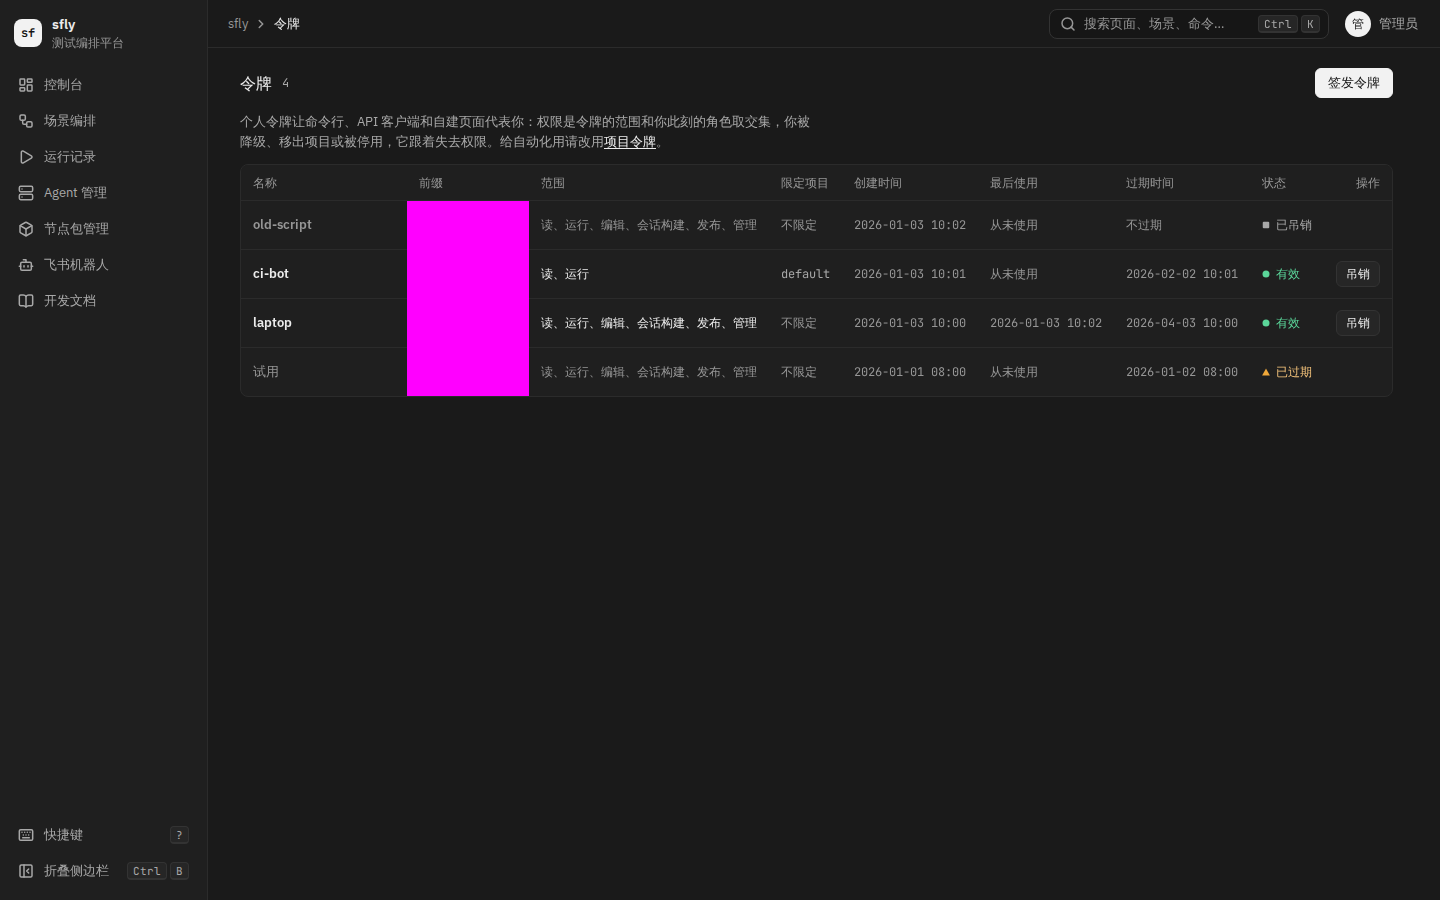 sf
sfly
测试编排平台
控制台
场景编排
运行记录
Agent 管理
节点包管理
飞书机器人
开发文档
快捷键 ?
折叠侧边栏 Ctrl B
sfly > 令牌
搜索页面、场景、命令... Ctrl K
管 管理员
令牌 4
签发令牌
个人令牌让命令行、API 客户端和自建页面代表你：权限是令牌的范围和你此刻的角色取交集，你被
降级、移出项目或被停用，它跟着失去权限。给自动化用请改用项目令牌。
名称 前缀 范围 限定项目 创建时间 最后使用 过期时间 状态 操作
old-script 读、运行、编辑、会话构建、发布、管理 不限定 2026-01-03 10:02 从未使用 不过期 已吊销
ci-bot 读、运行 default 2026-01-03 10:01 从未使用 2026-02-02 10:01 有效 吊销
laptop 读、运行、编辑、会话构建、发布、管理 不限定 2026-01-03 10:00 2026-01-03 10:02 2026-04-03 10:00 有效 吊销
试用 读、运行、编辑、会话构建、发布、管理 不限定 2026-01-01 08:00 从未使用 2026-01-02 08:00 已过期